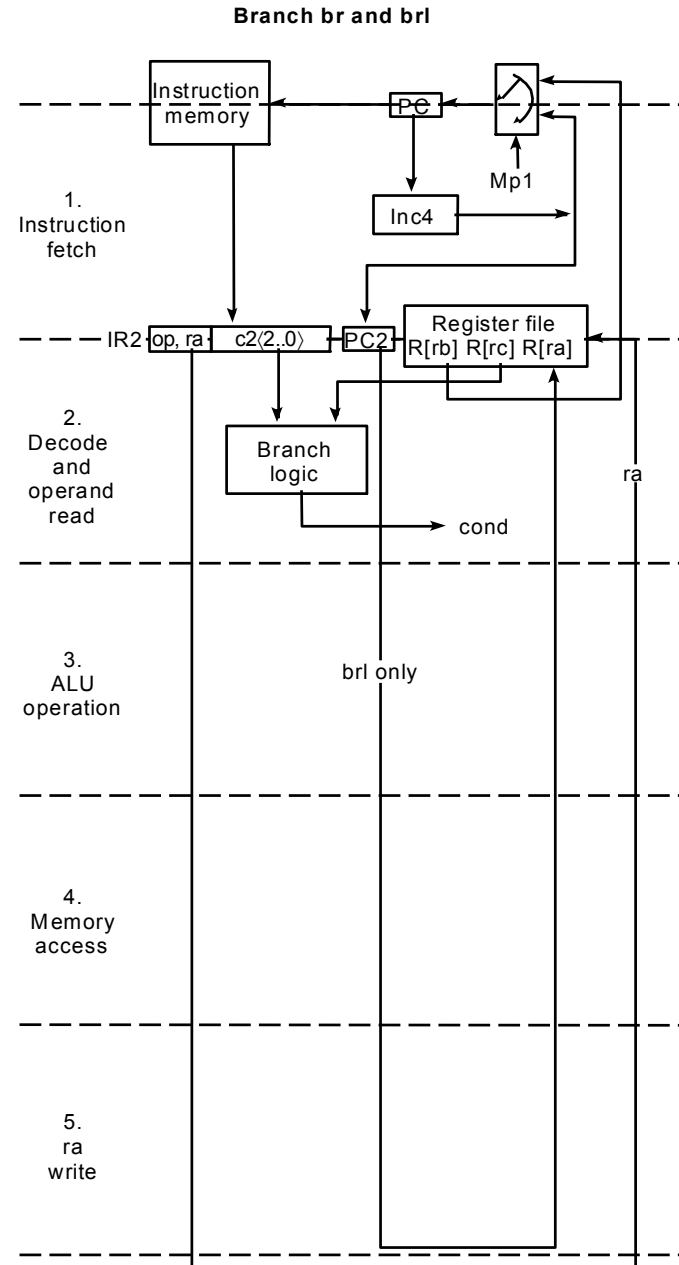 Branch br and brl
Instruction
memory
PC
Mp1
Inc4
1.
Instruction
fetch
IR2
op, ra
c2⟨2..0⟩
PC2
Register file
R[rb] R[rc] R[ra]
2.
Decode
and
operand
read
Branch
logic
ra
cond
3.
ALU
operation
brl only
4.
Memory
access
5.
ra
write